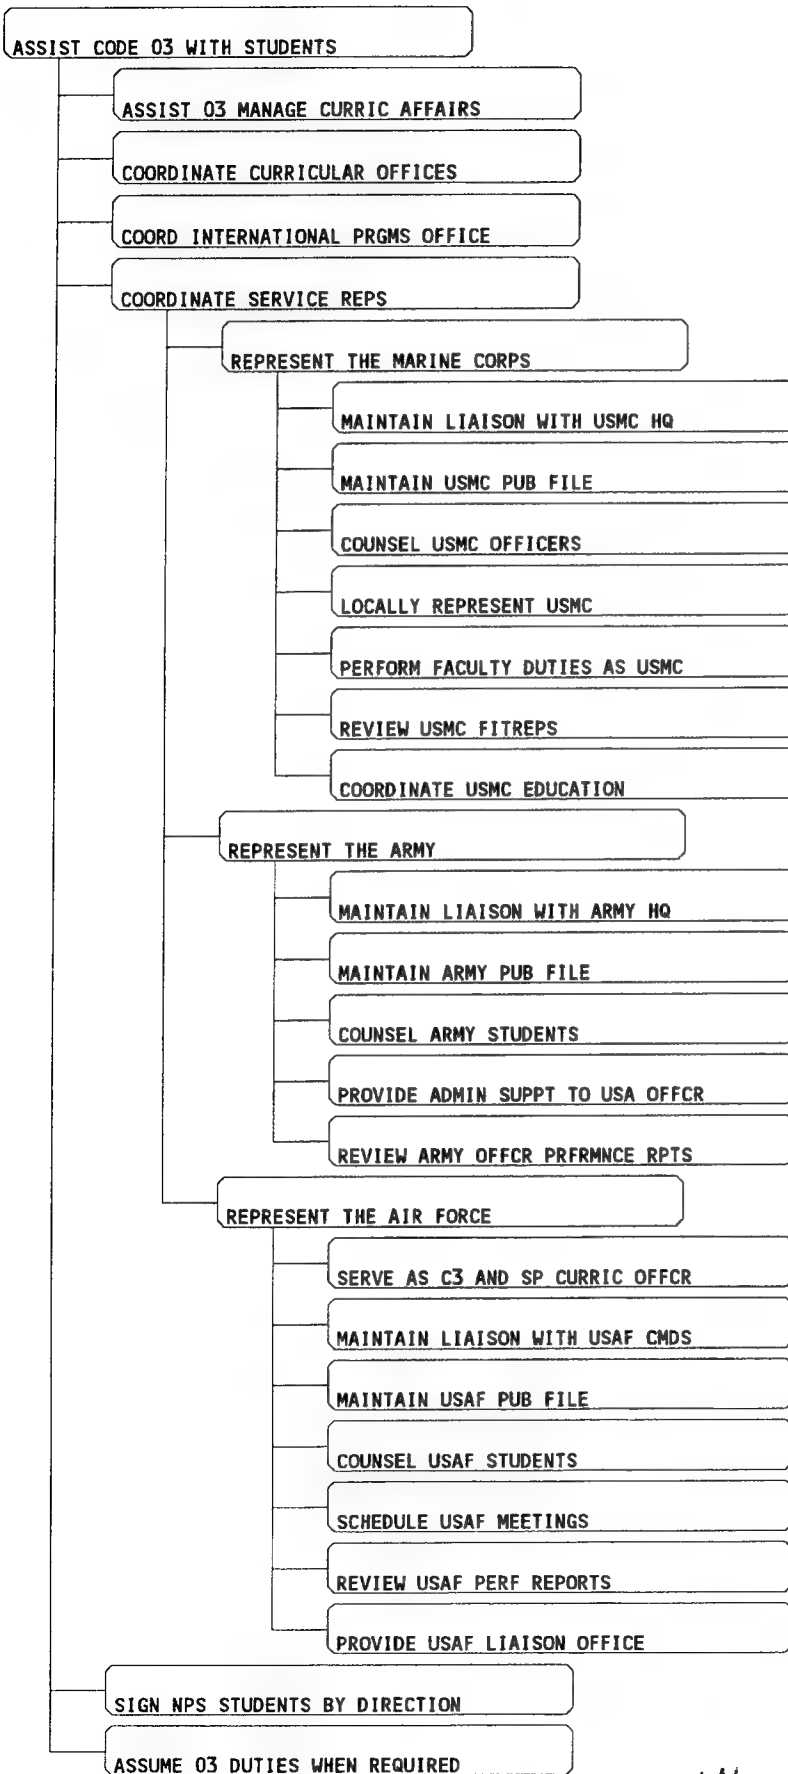 ASSIST CODE 03 WITH STUDENTS
ASSIST 03 MANAGE CURRIC AFFAIRS
COORDINATE CURRICULAR OFFICES
COORD INTERNATIONAL PRGMS OFFICE
COORDINATE SERVICE REPS
REPRESENT THE MARINE CORPS
MAINTAIN LIAISON WITH USMC HQ
MAINTAIN USMC PUB FILE
COUNSEL USMC OFFICERS
LOCALLY REPRESENT USMC
PERFORM FACULTY DUTIES AS USMC
REVIEW USMC FITREPS
COORDINATE USMC EDUCATION
REPRESENT THE ARMY
MAINTAIN LIAISON WITH ARMY HQ
MAINTAIN ARMY PUB FILE
COUNSEL ARMY STUDENTS
PROVIDE ADMIN SUPPT TO USA OFFCR
REVIEW ARMY OFFCR PRFRMNCE RPTS
REPRESENT THE AIR FORCE
SERVE AS C3 AND SP CURRIC OFFCR
MAINTAIN LIAISON WITH USAF CMDS
MAINTAIN USAF PUB FILE
COUNSEL USAF STUDENTS
SCHEDULE USAF MEETINGS
REVIEW USAF PERF REPORTS
PROVIDE USAF LIAISON OFFICE
SIGN NPS STUDENTS BY DIRECTION
ASSUME 03 DUTIES WHEN REQUIRED